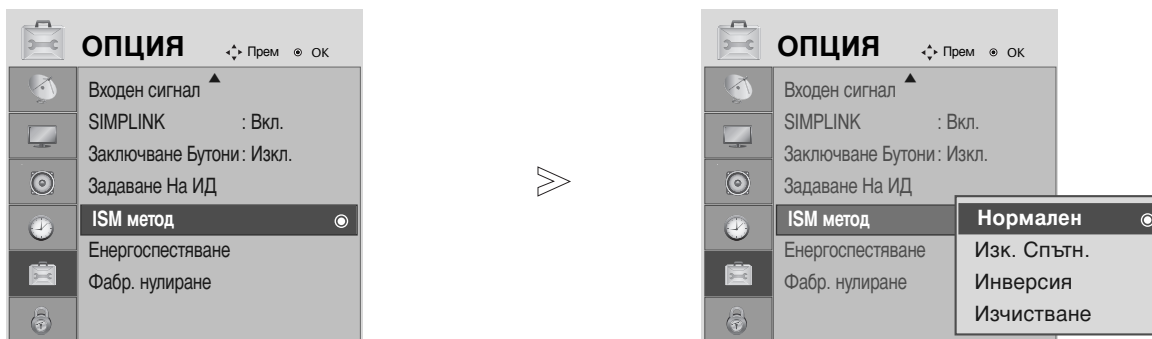 ОПЦИЯ Прем ОК
Входен сигнал
SIMPLINK : Вкл.
Заключване Бутони : Изкл.
Задаване На ИД
ISM метод
Енергоспестяване
Фабр. нулиране
ОПЦИЯ Прем ОК
Входен сигнал
SIMPLINK : Вкл.
Заключване Бутони : Изкл.
Задаване На ИД
ISM метод
Енергоспестяване
Фабр. нулиране
Нормален
Изк. Спътн.
Инверсия
Изчистване